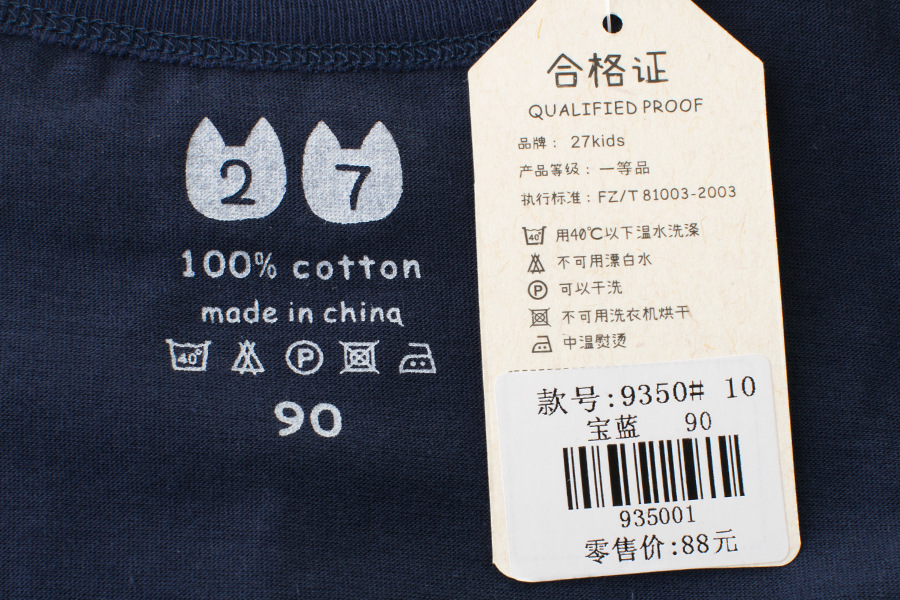 2 7
100% cotton
made in china
40°
P
90
合格证
QUALIFIED PROOF
品牌： 27kids
产品等级：一等品
执行标准：FZ/T 81003-2003
40° 用40℃以下温水洗涤
不可用漂白水
P 可以干洗
不可用洗衣机烘干
中温熨烫
款号:9350# 10
宝蓝 90
935001
零售价:88元